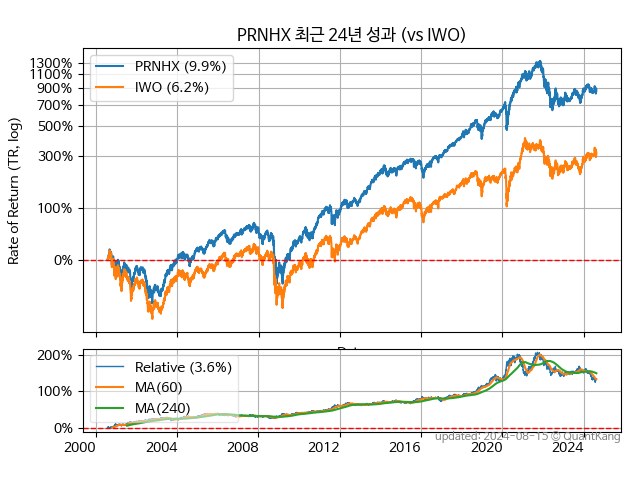 PRNHX 최근 24년 성과 (vs IWO)
Rate of Return (TR, log)
1300%
1100%
900%
700%
500%
300%
100%
0%
PRNHX (9.9%)
IWO (6.2%)
200%
100%
0%
Relative (3.6%)
MA(60)
MA(240)
2000 2004 2008 2012 2016 2020 2024
updated: 2024-08-15 © QuantKang